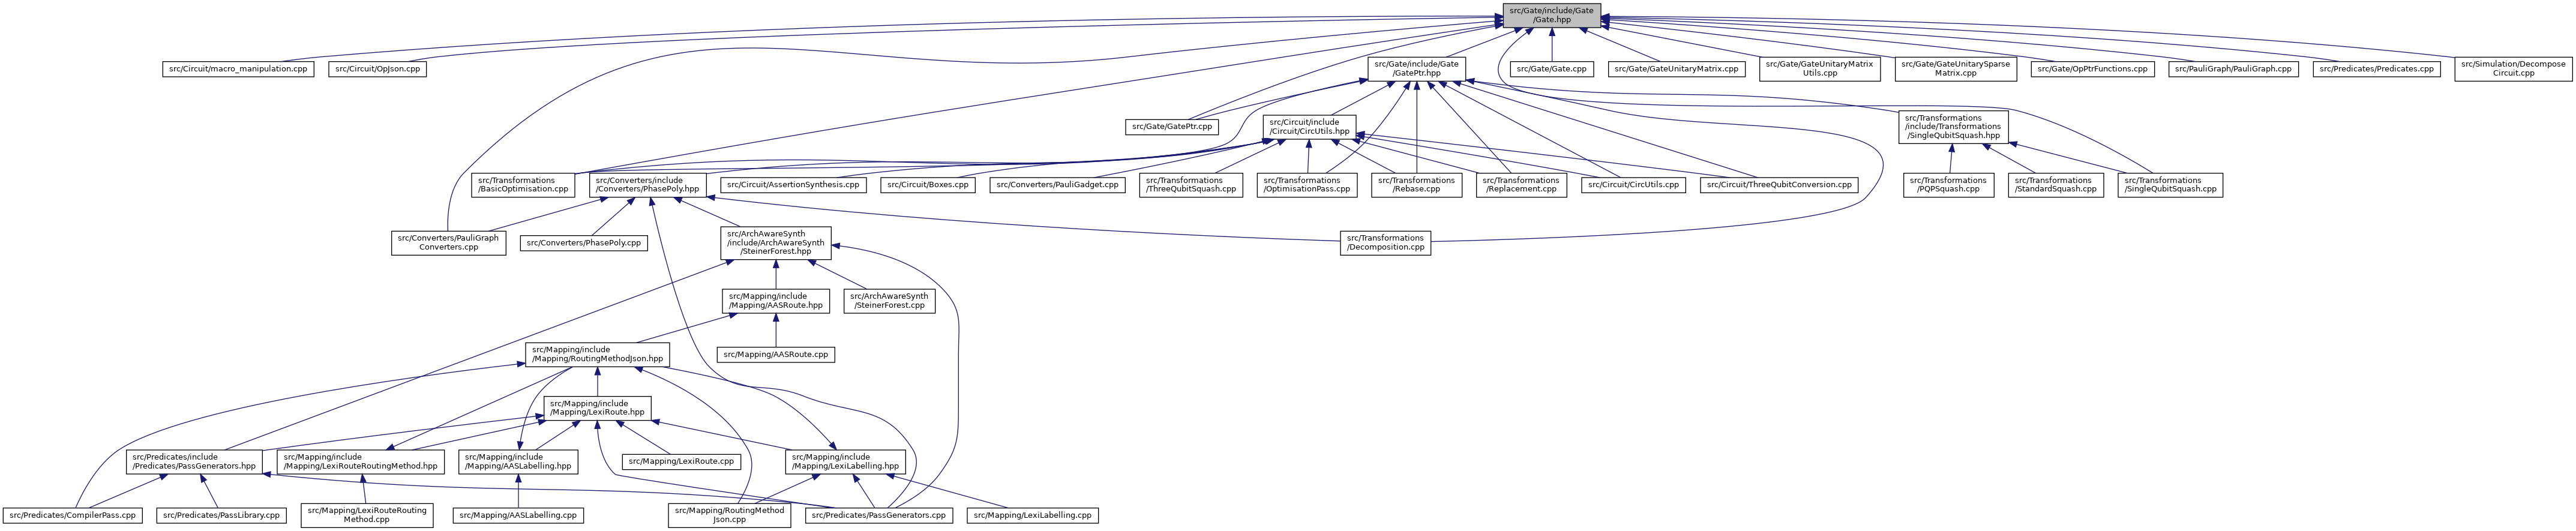 src/Gate/include/Gate
/Gate.hpp
src/Circuit/macro_manipulation.cpp
src/Circuit/OpJson.cpp
src/Gate/include/Gate
/GatePtr.hpp
src/Gate/Gate.cpp
src/Gate/GateUnitaryMatrix.cpp
src/Gate/GateUnitaryMatrix
Utils.cpp
src/Gate/GateUnitarySparse
Matrix.cpp
src/Gate/OpPtrFunctions.cpp
src/PauliGraph/PauliGraph.cpp
src/Predicates/Predicates.cpp
src/Simulation/Decompose
Circuit.cpp
src/Gate/GatePtr.cpp
src/Circuit/include
/Circuit/CircUtils.hpp
src/Transformations
/include/Transformations
/SingleQubitSquash.hpp
src/Transformations
/BasicOptimisation.cpp
src/Converters/include
/Converters/PhasePoly.hpp
src/Circuit/AssertionSynthesis.cpp
src/Circuit/Boxes.cpp
src/Converters/PauliGadget.cpp
src/Transformations
/ThreeQubitSquash.cpp
src/Transformations
/OptimisationPass.cpp
src/Transformations
/Rebase.cpp
src/Transformations
/Replacement.cpp
src/Circuit/CircUtils.cpp
src/Circuit/ThreeQubitConversion.cpp
src/Transformations
/PQPSquash.cpp
src/Transformations
/StandardSquash.cpp
src/Transformations
/SingleQubitSquash.cpp
src/Converters/PauliGraph
Converters.cpp
src/Converters/PhasePoly.cpp
src/ArchAwareSynth
/include/ArchAwareSynth
/SteinerForest.hpp
src/Transformations
/Decomposition.cpp
src/Mapping/include
/Mapping/AASRoute.hpp
src/ArchAwareSynth
/SteinerForest.cpp
src/Mapping/include
/Mapping/RoutingMethodJson.hpp
src/Mapping/AASRoute.cpp
src/Mapping/include
/Mapping/LexiRoute.hpp
src/Predicates/include
/Predicates/PassGenerators.hpp
src/Mapping/include
/Mapping/LexiRouteRoutingMethod.hpp
src/Mapping/include
/Mapping/AASLabelling.hpp
src/Mapping/LexiRoute.cpp
src/Mapping/include
/Mapping/LexiLabelling.hpp
src/Predicates/CompilerPass.cpp
src/Predicates/PassLibrary.cpp
src/Mapping/LexiRouteRouting
Method.cpp
src/Mapping/AASLabelling.cpp
src/Mapping/RoutingMethod
Json.cpp
src/Predicates/PassGenerators.cpp
src/Mapping/LexiLabelling.cpp